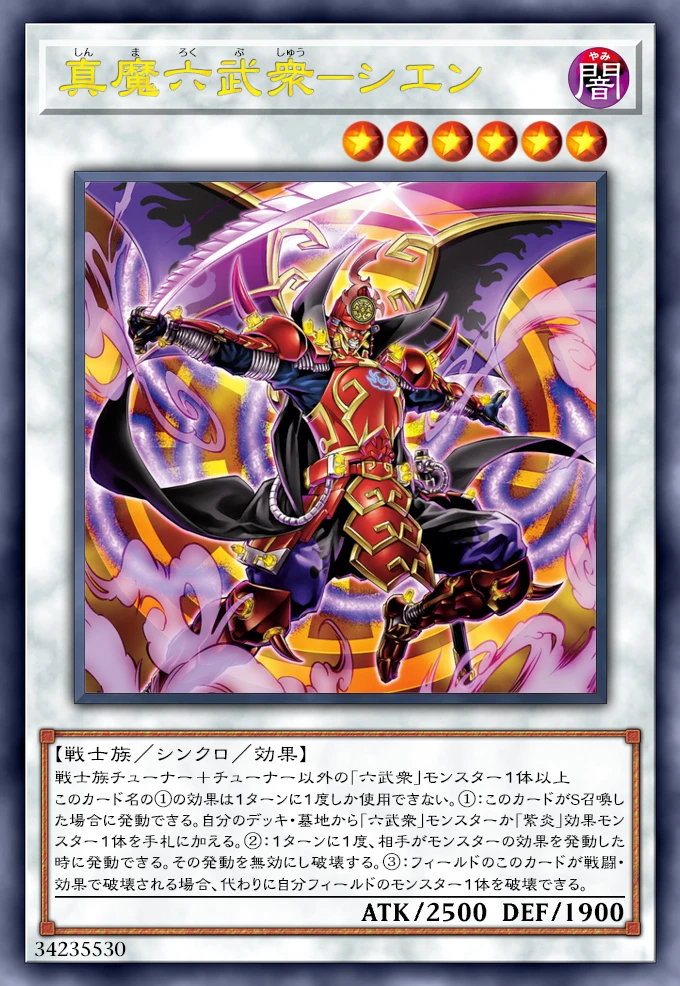 しん ま ろく ぶ しゅう
真魔六武衆－シエン
やみ
闇
【戦士族／シンクロ／効果】
戦士族チューナー＋チューナー以外の「六武衆」モンスター１体以上
このカード名の①の効果は１ターンに１度しか使用できない。①：このカードがS召喚し
た場合に発動できる。自分のデッキ・墓地から「六武衆」モンスターか「紫炎」効果モン
スター１体を手札に加える。②：１ターンに１度、相手がモンスターの効果を発動した
時に発動できる。その発動を無効にし破壊する。③：フィールドのこのカードが戦闘・
効果で破壊される場合、代わりに自分フィールドのモンスター１体を破壊できる。
ATK/2500 DEF/1900
34235530